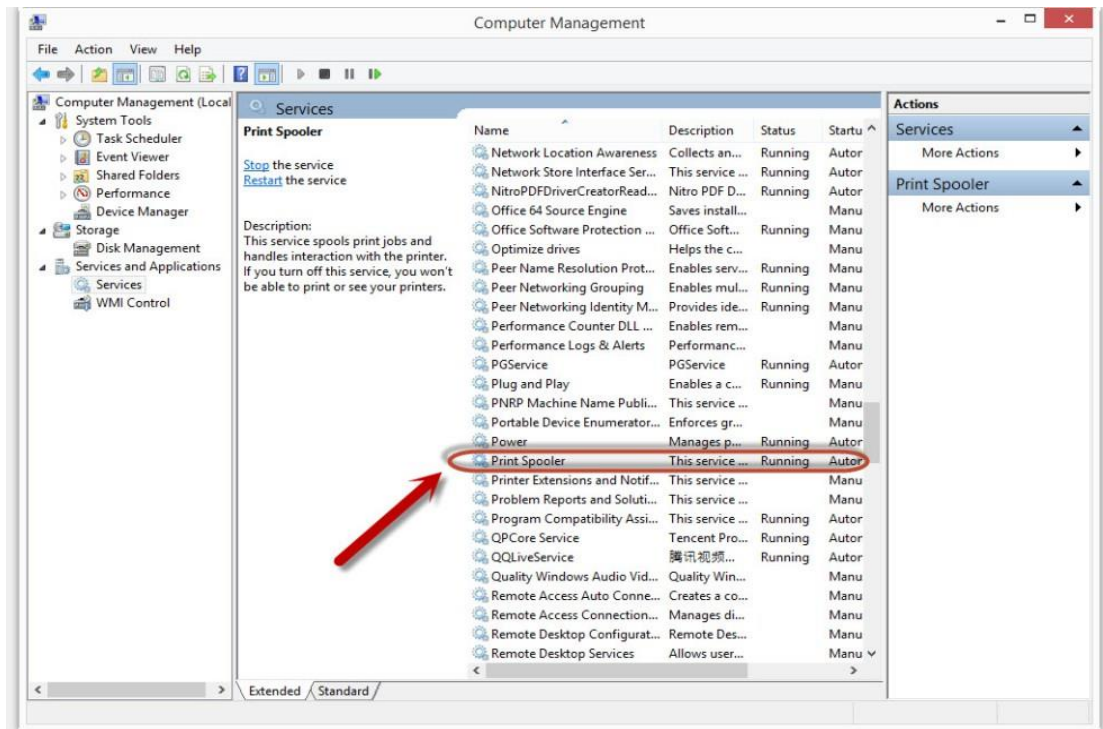 Computer Management
File Action View Help
Computer Management (Local
System Tools
Task Scheduler
Event Viewer
Shared Folders
Performance
Device Manager
Storage
Disk Management
Services and Applications
Services
WMI Control
Services
Print Spooler
Stop the service
Restart the service
Description:
This service spools print jobs and
handles interaction with the printer.
If you turn off this service, you won't
be able to print or see your printers.
Name Description Status Startu
Network Location Awareness Collects an... Running Autor
Network Store Interface Ser... This service ... Running Autor
NitroPDFDriverCreatorRead... Nitro PDF D... Running Autor
Office 64 Source Engine Saves install... Manu
Office Software Protection ... Office Soft... Running Manu
Optimize drives Helps the c... Manu
Peer Name Resolution Prot... Enables serv... Running Manu
Peer Networking Grouping Enables mul... Running Manu
Peer Networking Identity M... Provides ide... Running Manu
Performance Counter DLL ... Enables rem... Manu
Performance Logs & Alerts Performanc... Manu
PGService PGService Running Autor
Plug and Play Enables a c... Running Manu
PNRP Machine Name Publi... This service ... Manu
Portable Device Enumerator... Enforces gr... Manu
Power Manages p... Running Autor
Print Spooler This service ... Running Autor
Printer Extensions and Notif... This service ... Manu
Problem Reports and Soluti... This service ... Manu
Program Compatibility Assi... This service ... Running Autor
QPCore Service Tencent Pro... Running Autor
QQLiveService 腾讯视频... Running Autor
Quality Windows Audio Vid... Quality Win... Manu
Remote Access Auto Conne... Creates a co... Manu
Remote Access Connection... Manages di... Manu
Remote Desktop Configurat... Remote Des... Manu
Remote Desktop Services Allows user... Manu
Extended Standard
Actions
Services
More Actions
Print Spooler
More Actions